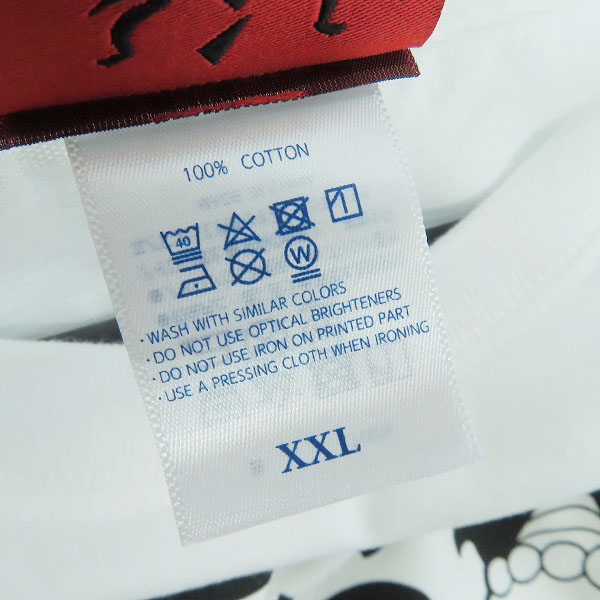 100% COTTON
40
W
· WASH WITH SIMILAR COLORS
· DO NOT USE OPTICAL BRIGHTENERS
· DO NOT USE IRON ON PRINTED PART
· USE A PRESSING CLOTH WHEN IRONING
XXL